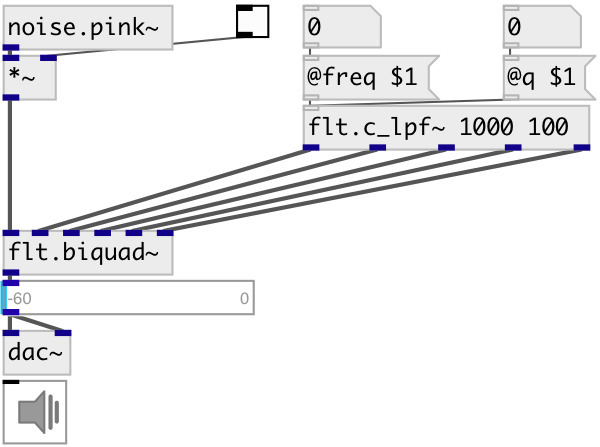 noise.pink~
0
0
*~
@freq $1
@q $1
flt.c_lpf~ 1000 100
flt.biquad~
-60 0
dac~